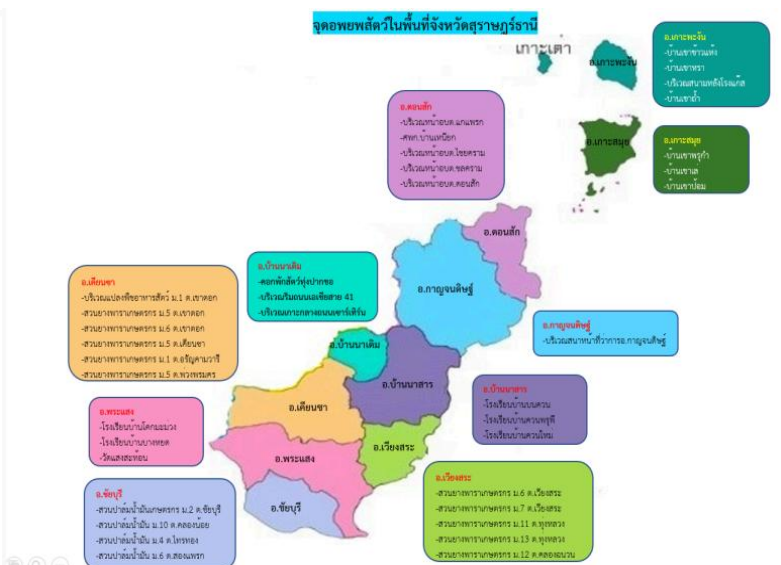 จุดอพยพสัตว์ในพื้นที่จังหวัดสุราษฎร์ธานี
เกาะเต่า
อ.เกาะพะงัน
อ.เกาะพะงัน
-บ้านเขาข้าวแห้ง
-บ้านเขาหรา
-บริเวณสนามหลังโรงแก๊ส
-บ้านเขาถ้ำ
อ.เกาะสมุย
อ.เกาะสมุย
-บ้านเขาพรุกำ
-บ้านเขาเล
-บ้านเขาป้อม
อ.ดอนสัก
-บริเวณหน้าอบต.แกแพรก
-ศพก.บ้านเหนียก
-บริเวณหน้าอบต.ไชยคราม
-บริเวณหน้าอบต.ชลคราม
-บริเวณหน้าอบต.ดอนสัก
อ.ดอนสัก
อ.กาญจนดิษฐ์
อ.กาญจนดิษฐ์
-บริเวณสนาหน้าที่ว่าการอ.กาญจนดิษฐ์
อ.บ้านนาเดิม
-คอกพักสัตว์ทุ่งปากขอ
-บริเวณริมถนนเอเชียสาย 41
-บริเวณเกาะกลางถนนเซาร์เทิร์น
อ.บ้านนาเดิม
อ.เคียนซา
-บริเวณแปลงพืชอาหารสัตว์ ม.1 ต.เขาตอก
-สวนยางพาราเกษตรกร ม.5 ต.เขาตอก
-สวนยางพาราเกษตรกร ม.6 ต.เขาตอก
-สวนยางพาราเกษตรกร ม.5 ต.เคียนซา
-สวนยางพาราเกษตรกร ม.1 ต.อรัญคามวารี
-สวนยางพาราเกษตรกร ม.5 ต.พวงพรมคร
อ.เคียนซา
อ.บ้านนาสาร
อ.บ้านนาสาร
-โรงเรียนบ้านบนควน
-โรงเรียนบ้านควนพรุพี
-โรงเรียนบ้านควนใหม่
อ.พระแสง
-โรงเรียนบ้านโคกมะม่วง
-โรงเรียนบ้านบางหยด
-วัดแสงสะท้อน
อ.พระแสง
อ.เวียงสระ
อ.เวียงสระ
-สวนยางพาราเกษตรกร ม.6 ต.เวียงสระ
-สวนยางพาราเกษตรกร ม.7 ต.เวียงสระ
-สวนยางพาราเกษตรกร ม.11 ต.ทุ่งหลวง
-สวนยางพาราเกษตรกร ม.13 ต.ทุ่งหลวง
-สวนยางพาราเกษตรกร ม.12 ต.คลองฉนวน
อ.ชัยบุรี
-สวนปาล์มน้ำมันเกษตรกร ม.2 ต.ชัยบุรี
-สวนปาล์มน้ำมัน ม.10 ต.คลองน้อย
-สวนปาล์มน้ำมัน ม.4 ต.ไทรทอง
-สวนปาล์มน้ำมัน ม.6 ต.สองแพรก
อ.ชัยบุรี